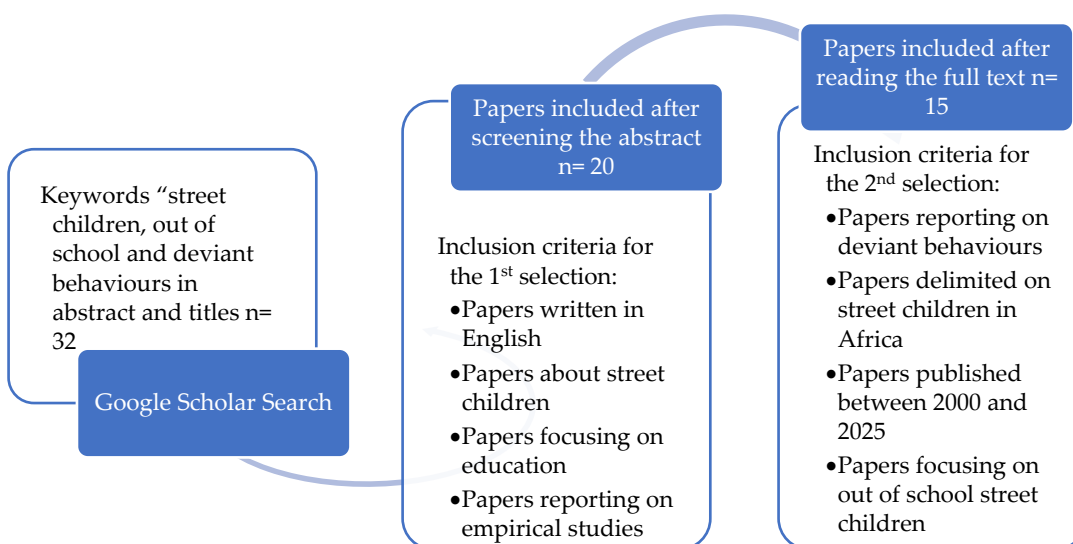 Keywords “street
children, out of
school and deviant
behaviours in
abstract and titles n=
32
Google Scholar Search
Papers included after
screening the abstract
n= 20
Inclusion criteria for
the 1st selection:
•Papers written in
English
•Papers about street
children
•Papers focusing on
education
•Papers reporting on
empirical studies
Papers included after
reading the full text n=
15
Inclusion criteria for
the 2nd selection:
•Papers reporting on
deviant behaviours
•Papers delimited on
street children in
Africa
•Papers published
between 2000 and
2025
•Papers focusing on
out of school street
children